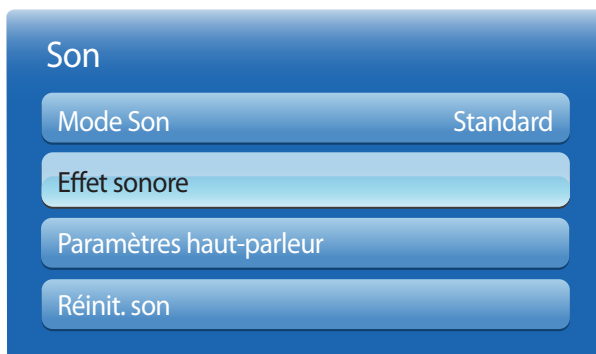 Son
Mode Son Standard
Effet sonore
Paramètres haut-parleur
Réinit. son